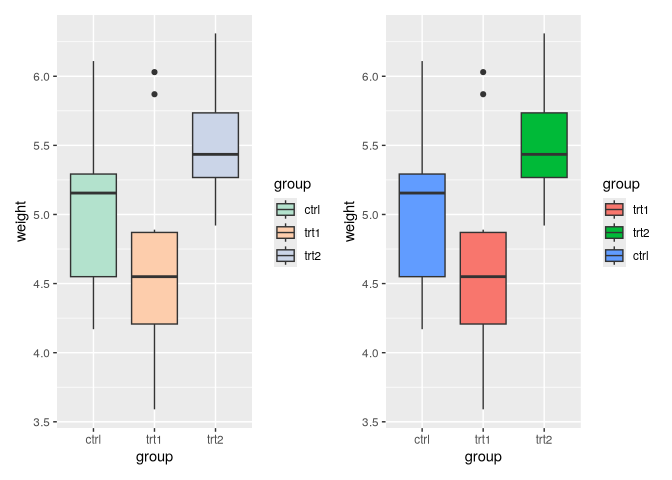 weight
6.0
5.5
5.0
4.5
4.0
3.5
ctrl trt1 trt2
group
group
ctrl
trt1
trt2
weight
6.0
5.5
5.0
4.5
4.0
3.5
ctrl trt1 trt2
group
group
trt1
trt2
ctrl